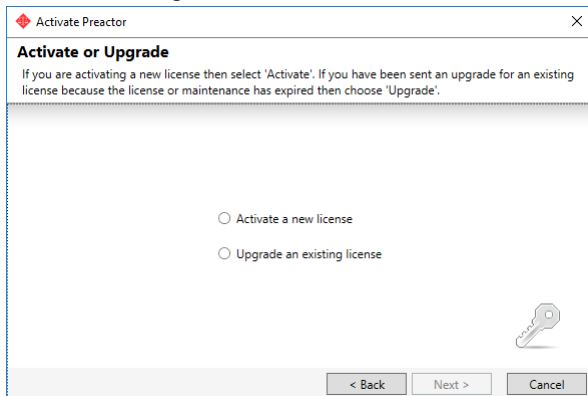 Activate Preactor
Activate or Upgrade
If you are activating a new license then select 'Activate'. If you have been sent an upgrade for an existing
license because the license or maintenance has expired then choose 'Upgrade'.
Activate a new license
Upgrade an existing license
< Back Next > Cancel